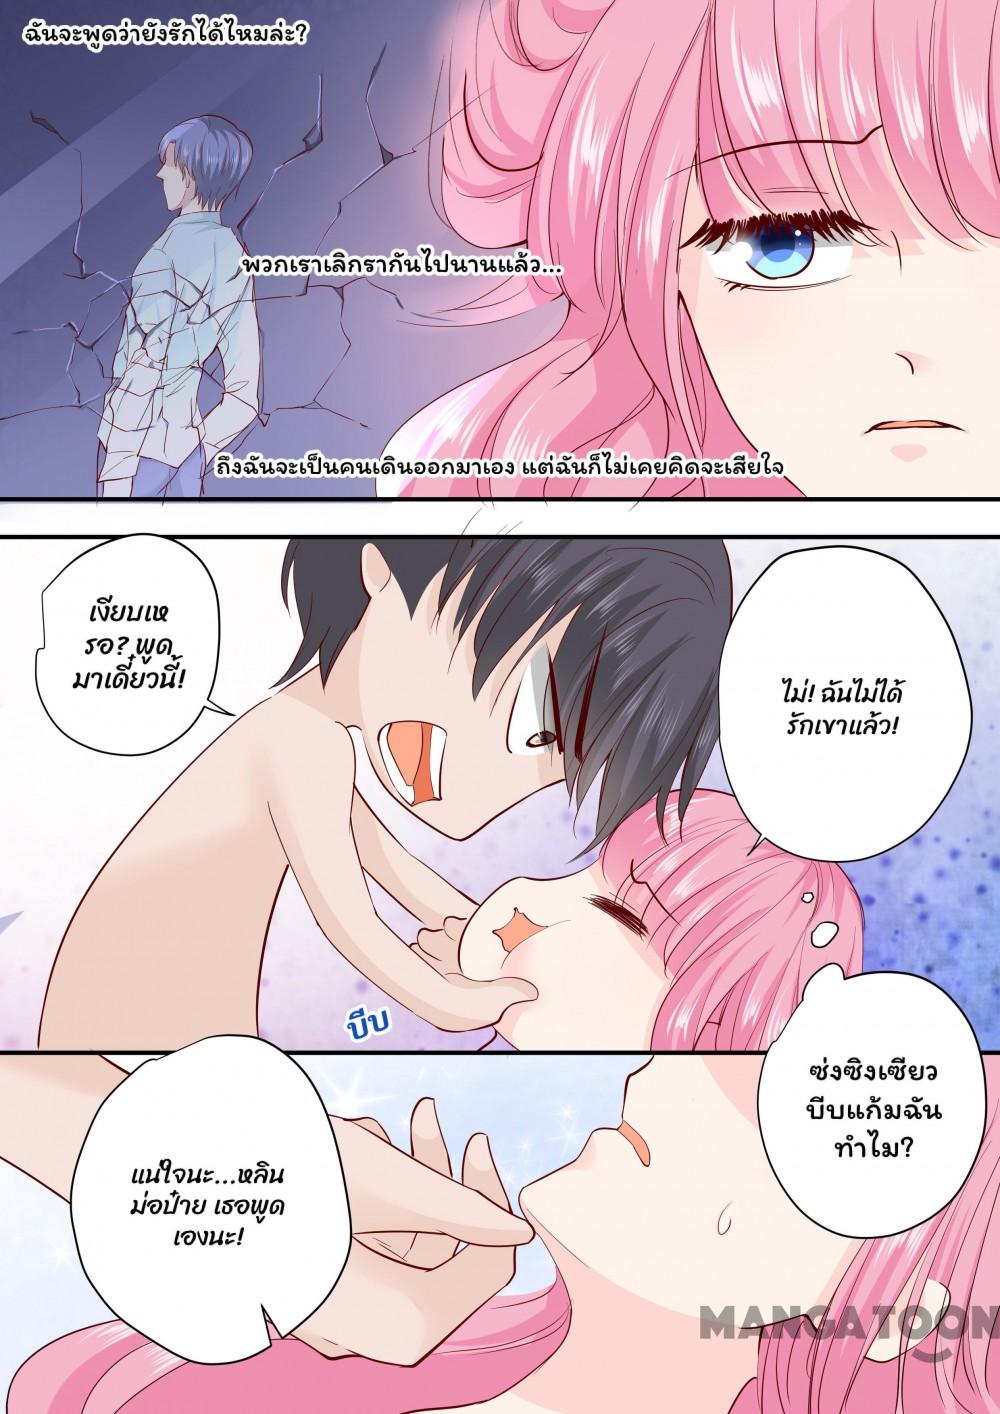 ฉันจะพูดว่ายังรักได้ไหมล่ะ?
พวกเราเลิกรากันไปนานแล้ว...
ถึงฉันจะเป็นคนเดินออกมาเอง แต่ฉันก็ไม่เคยคิดจะเสียใจ
เงียบเห
รอ? พูด
มาเดี๋ยวนี้!
ไม่! ฉันไม่ได้
รักเขาแล้ว!
บีบ
ซ่งซิงเซียว
บีบแก้มฉัน
ทำไม?
แน่ใจนะ...หลิน
ม่อป๋าย เธอพูด
เองนะ!
MANGATOON